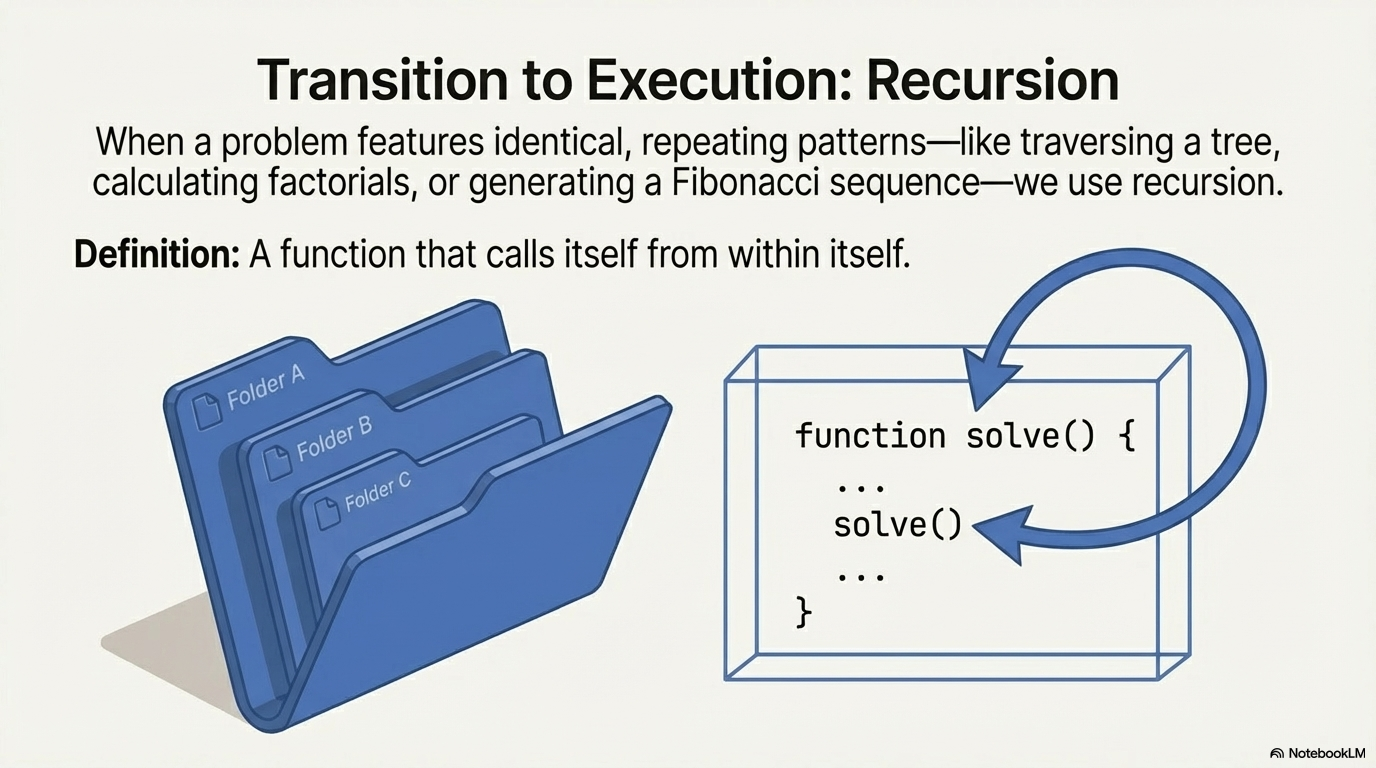 Transition to Execution: Recursion
When a problem features identical, repeating patterns—like traversing a tree,
calculating factorials, or generating a Fibonacci sequence—we use recursion.
Definition: A function that calls itself from within itself.
Folder A
Folder B
Folder C
function solve() {
...
solve()
...
}
NotebookLM